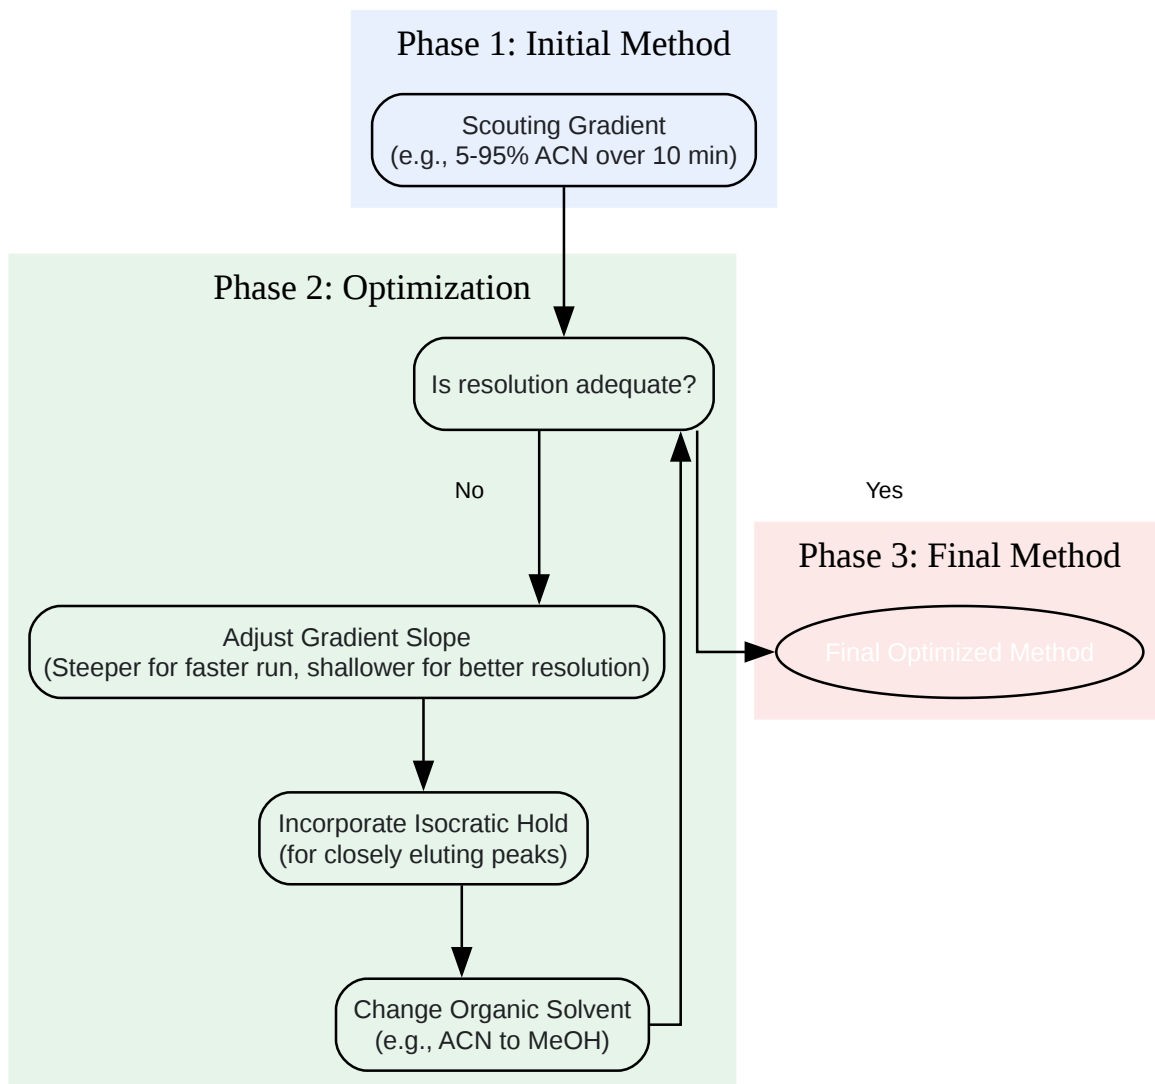 Phase 1: Initial Method
Scouting Gradient
(e.g., 5-95% ACN over 10 min)
Phase 2: Optimization
Is resolution adequate?
No
Yes
Phase 3: Final Method
Adjust Gradient Slope
(Steeper for faster run, shallower for better resolution)
Final Optimized Method
Incorporate Isocratic Hold
(for closely eluting peaks)
Change Organic Solvent
(e.g., ACN to MeOH)